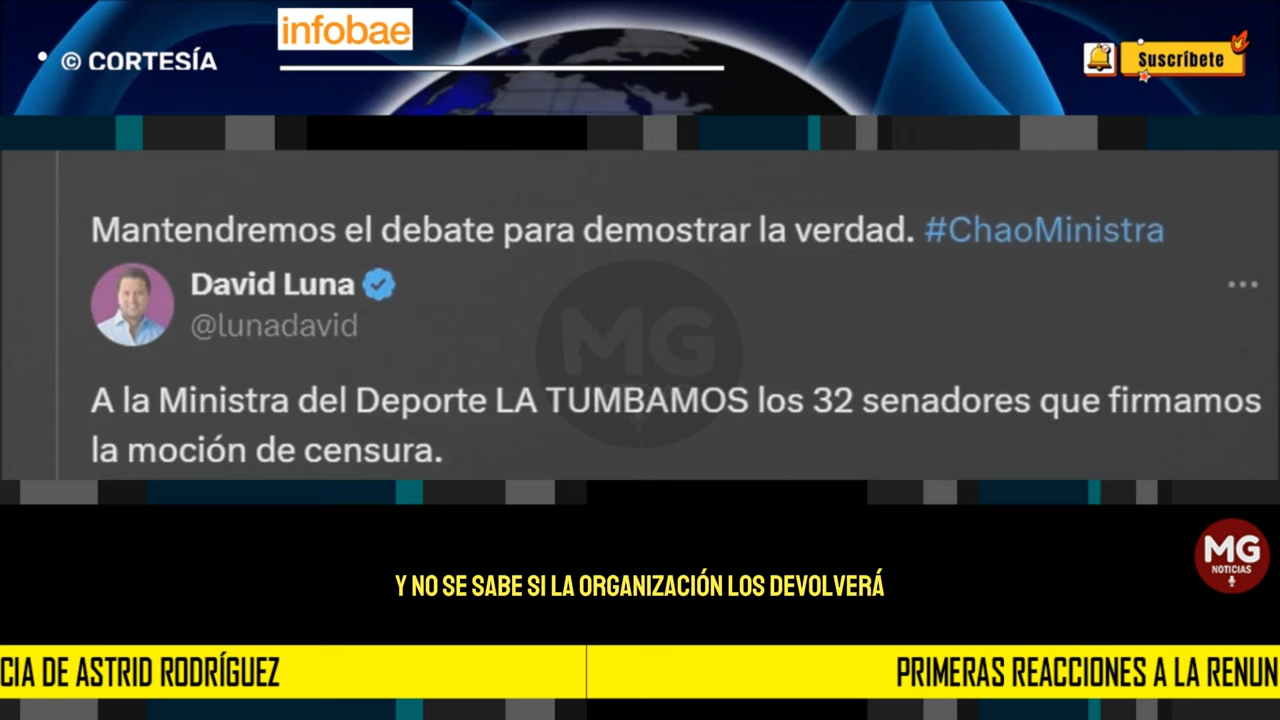 infobae
© CORTESÍA
Suscríbete
Mantendremos el debate para demostrar la verdad. #ChaoMinistra
David Luna
@lunadavid
MG
A la Ministra del Deporte LA TUMBAMOS los 32 senadores que firmamos
la moción de censura.
MG
NOTICIAS
Y NO SE SABE SI LA ORGANIZACIÓN LOS DEVOLVERÁ
CIA DE ASTRID RODRÍGUEZ
PRIMERAS REACCIONES A LA RENUN